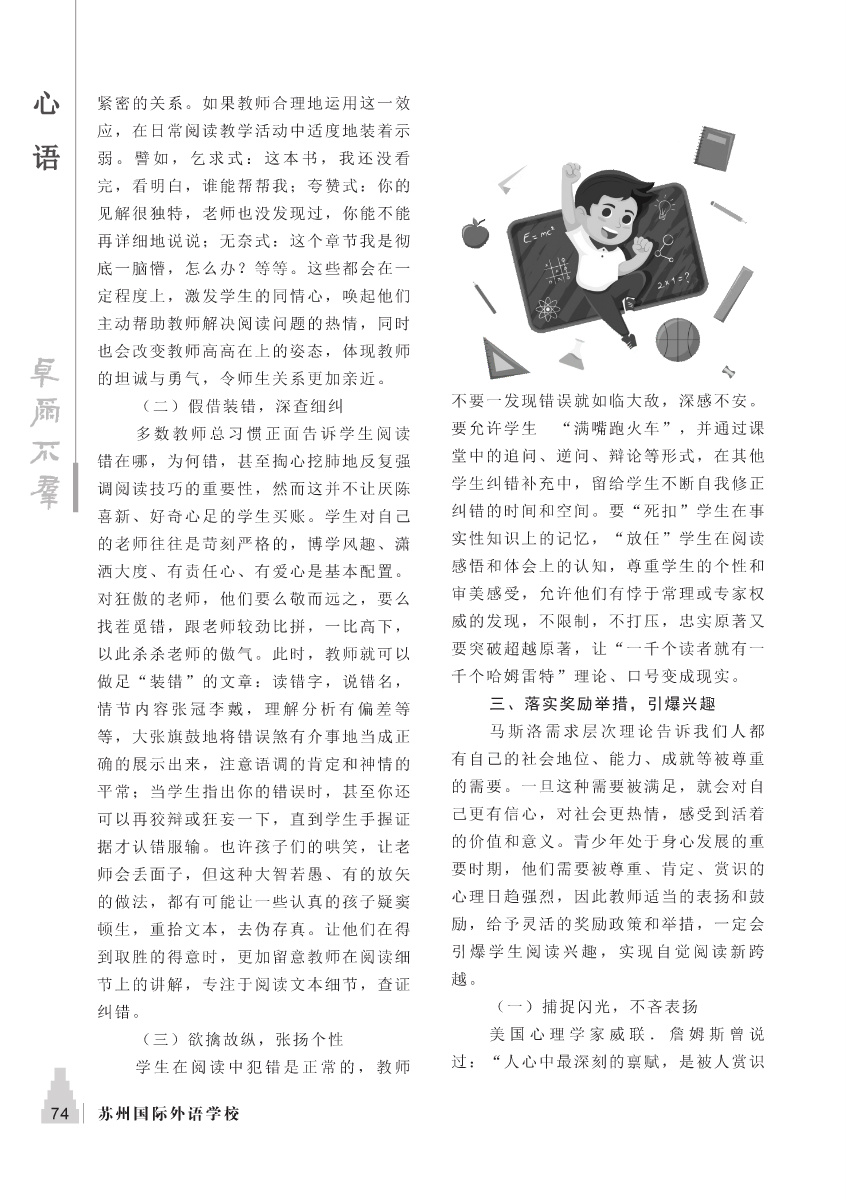 心
语
卓尔不群
紧密的关系。如果教师合理地运用这一效
应，在日常阅读教学活动中适度地装着示
弱。譬如，乞求式：这本书，我还没看
完，看明白，谁能帮帮我；夸赞式：你的
见解很独特，老师也没发现过，你能不能
再详细地说说；无奈式：这个章节我是彻
底一脑懵，怎么办？等等。这些都会在一
定程度上，激发学生的同情心，唤起他们
主动帮助教师解决阅读问题的热情，同时
也会改变教师高高在上的姿态，体现教师
的坦诚与勇气，令师生关系更加亲近。
（二）假借装错，深查细纠
多数教师总习惯正面告诉学生阅读
错在哪，为何错，甚至掏心挖肺地反复强
调阅读技巧的重要性，然而这并不让厌陈
喜新、好奇心足的学生买账。学生对自己
的老师往往是苛刻严格的，博学风趣、潇
洒大度、有责任心、有爱心是基本配置。
对狂傲的老师，他们要么敬而远之，要么
找茬觅错，跟老师较劲比拼，一比高下，
以此杀杀老师的傲气。此时，教师就可以
做足“装错”的文章：读错字，说错名，
情节内容张冠李戴，理解分析有偏差等
等，大张旗鼓地将错误煞有介事地当成正
确的展示出来，注意语调的肯定和神情的
平常；当学生指出你的错误时，甚至你还
可以再狡辩或狂妄一下，直到学生手握证
据才认错服输。也许孩子们的哄笑，让老
师会丢面子，但这种大智若愚、有的放矢
的做法，都有可能让一些认真的孩子疑窦
顿生，重拾文本，去伪存真。让他们在得
到取胜的得意时，更加留意教师在阅读细
节上的讲解，专注于阅读文本细节，查证
纠错。
（三）欲擒故纵，张扬个性
学生在阅读中犯错是正常的，教师
E=mc²
2×1=?
不要一发现错误就如临大敌，深感不安。
要允许学生　“满嘴跑火车”，并通过课
堂中的追问、逆问、辩论等形式，在其他
学生纠错补充中，留给学生不断自我修正
纠错的时间和空间。要“死扣”学生在事
实性知识上的记忆，“放任”学生在阅读
感悟和体会上的认知，尊重学生的个性和
审美感受，允许他们有悖于常理或专家权
威的发现，不限制，不打压，忠实原著又
要突破超越原著，让“一千个读者就有一
千个哈姆雷特”理论、口号变成现实。
三、落实奖励举措，引爆兴趣
马斯洛需求层次理论告诉我们人都
有自己的社会地位、能力、成就等被尊重
的需要。一旦这种需要被满足，就会对自
己更有信心，对社会更热情，感受到活着
的价值和意义。青少年处于身心发展的重
要时期，他们需要被尊重、肯定、赏识的
心理日趋强烈，因此教师适当的表扬和鼓
励，给予灵活的奖励政策和举措，一定会
引爆学生阅读兴趣，实现自觉阅读新跨
越。
（一）捕捉闪光，不吝表扬
美国心理学家威联．詹姆斯曾说
过：“人心中最深刻的禀赋，是被人赏识
74 苏州国际外语学校